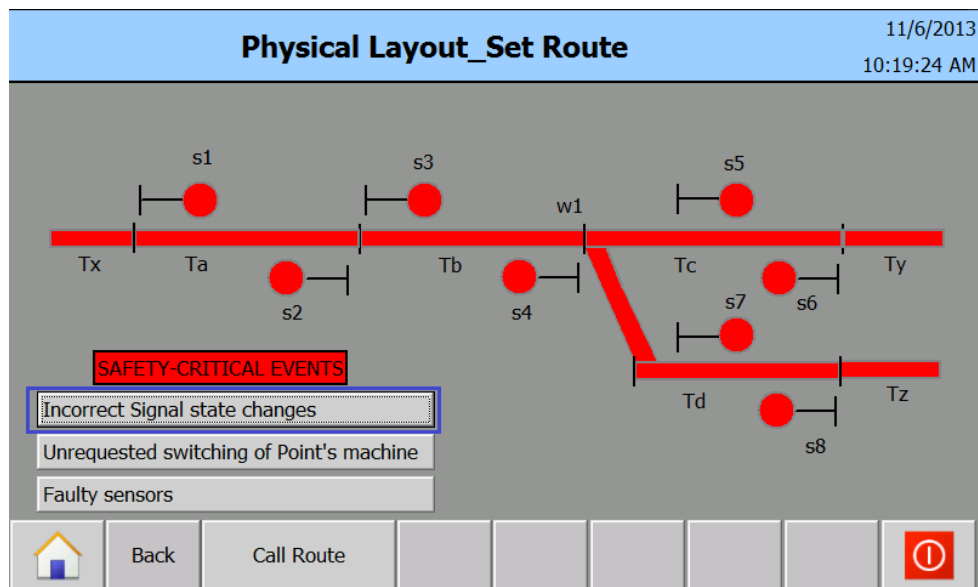 Physical Layout_Set Route
11/6/2013
10:19:24 AM
s1
s3
s5
w1
Tx
Ta
Tb
Tc
Ty
s2
s4
s7
s6
SAFETY-CRITICAL EVENTS
Incorrect Signal state changes
Td
Tz
Unrequested switching of Point's machine
s8
Faulty sensors
Back
Call Route